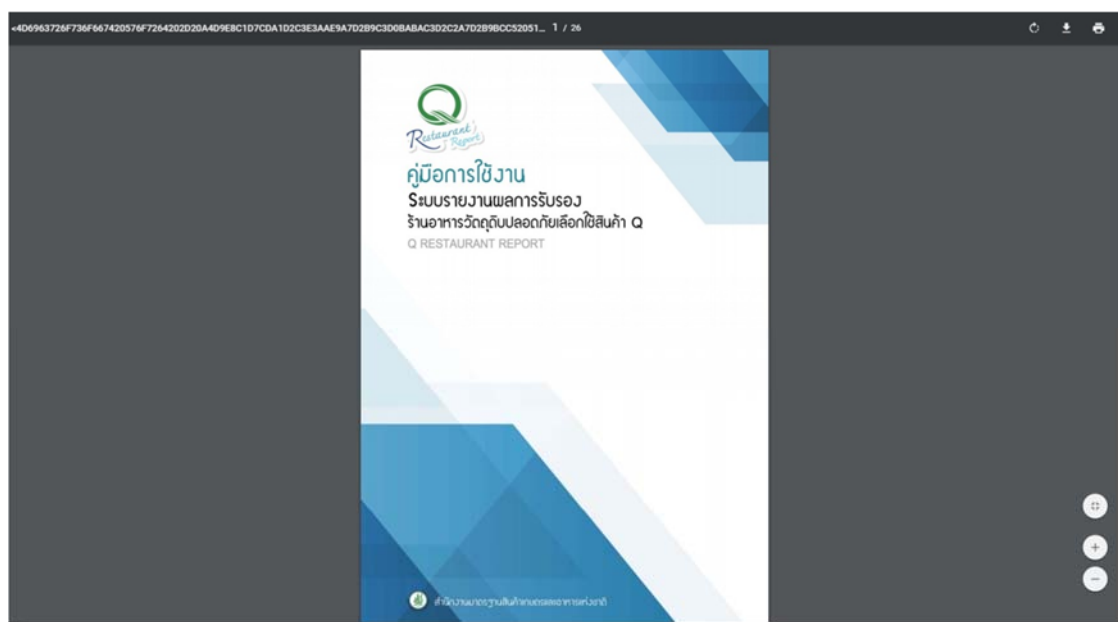 <4D6963726F736F667420576F7264202D20A4D9E8C1D7CDA1D2C3E3AAE9A7D2B9C3D0BABAC3D2C2A7D2B9BCC52051... 1 / 26
Q
Restaurant
Report
คู่มือการใช้งาน
ระบบรายงานผลการรับรอง
ร้านอาหารวัตถุดิบปลอดภัยเลือกใช้สินค้า Q
Q RESTAURANT REPORT
สำนักงานมาตรฐานสินค้าเกษตรและอาหารแห่งชาติ